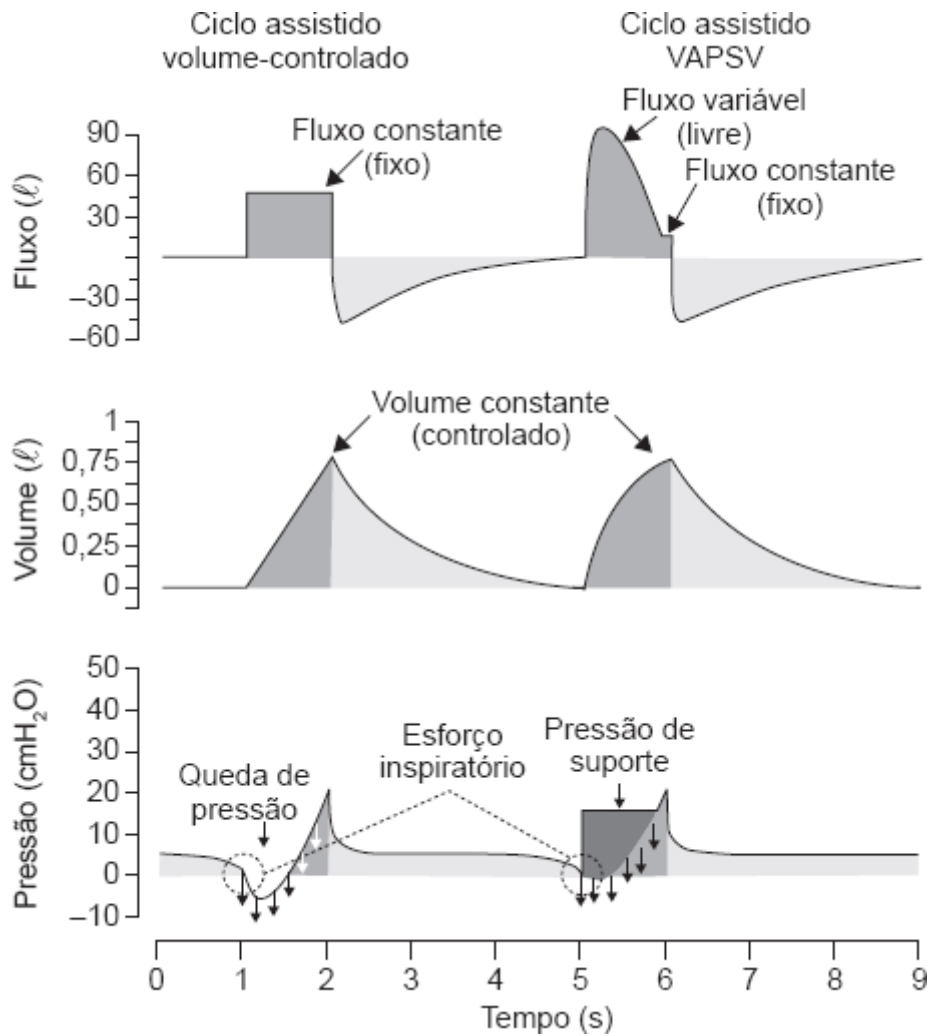 Ciclo assistido
volume-controlado
Ciclo assistido
VAPSV
Fluxo (ℓ)
90
60
30
–30
–60
Fluxo constante
(fixo)
Fluxo variável
(livre)
Fluxo constante
(fixo)
Volume (ℓ)
1
0,75
0,50
0,25
0
Volume constante
(controlado)
Pressão (cmH₂O)
50
40
30
20
10
0
–10
Queda de
pressão
Esforço
inspiratório
Pressão de
suporte
0 1 2 3 4 5 6 7 8 9
Tempo (s)